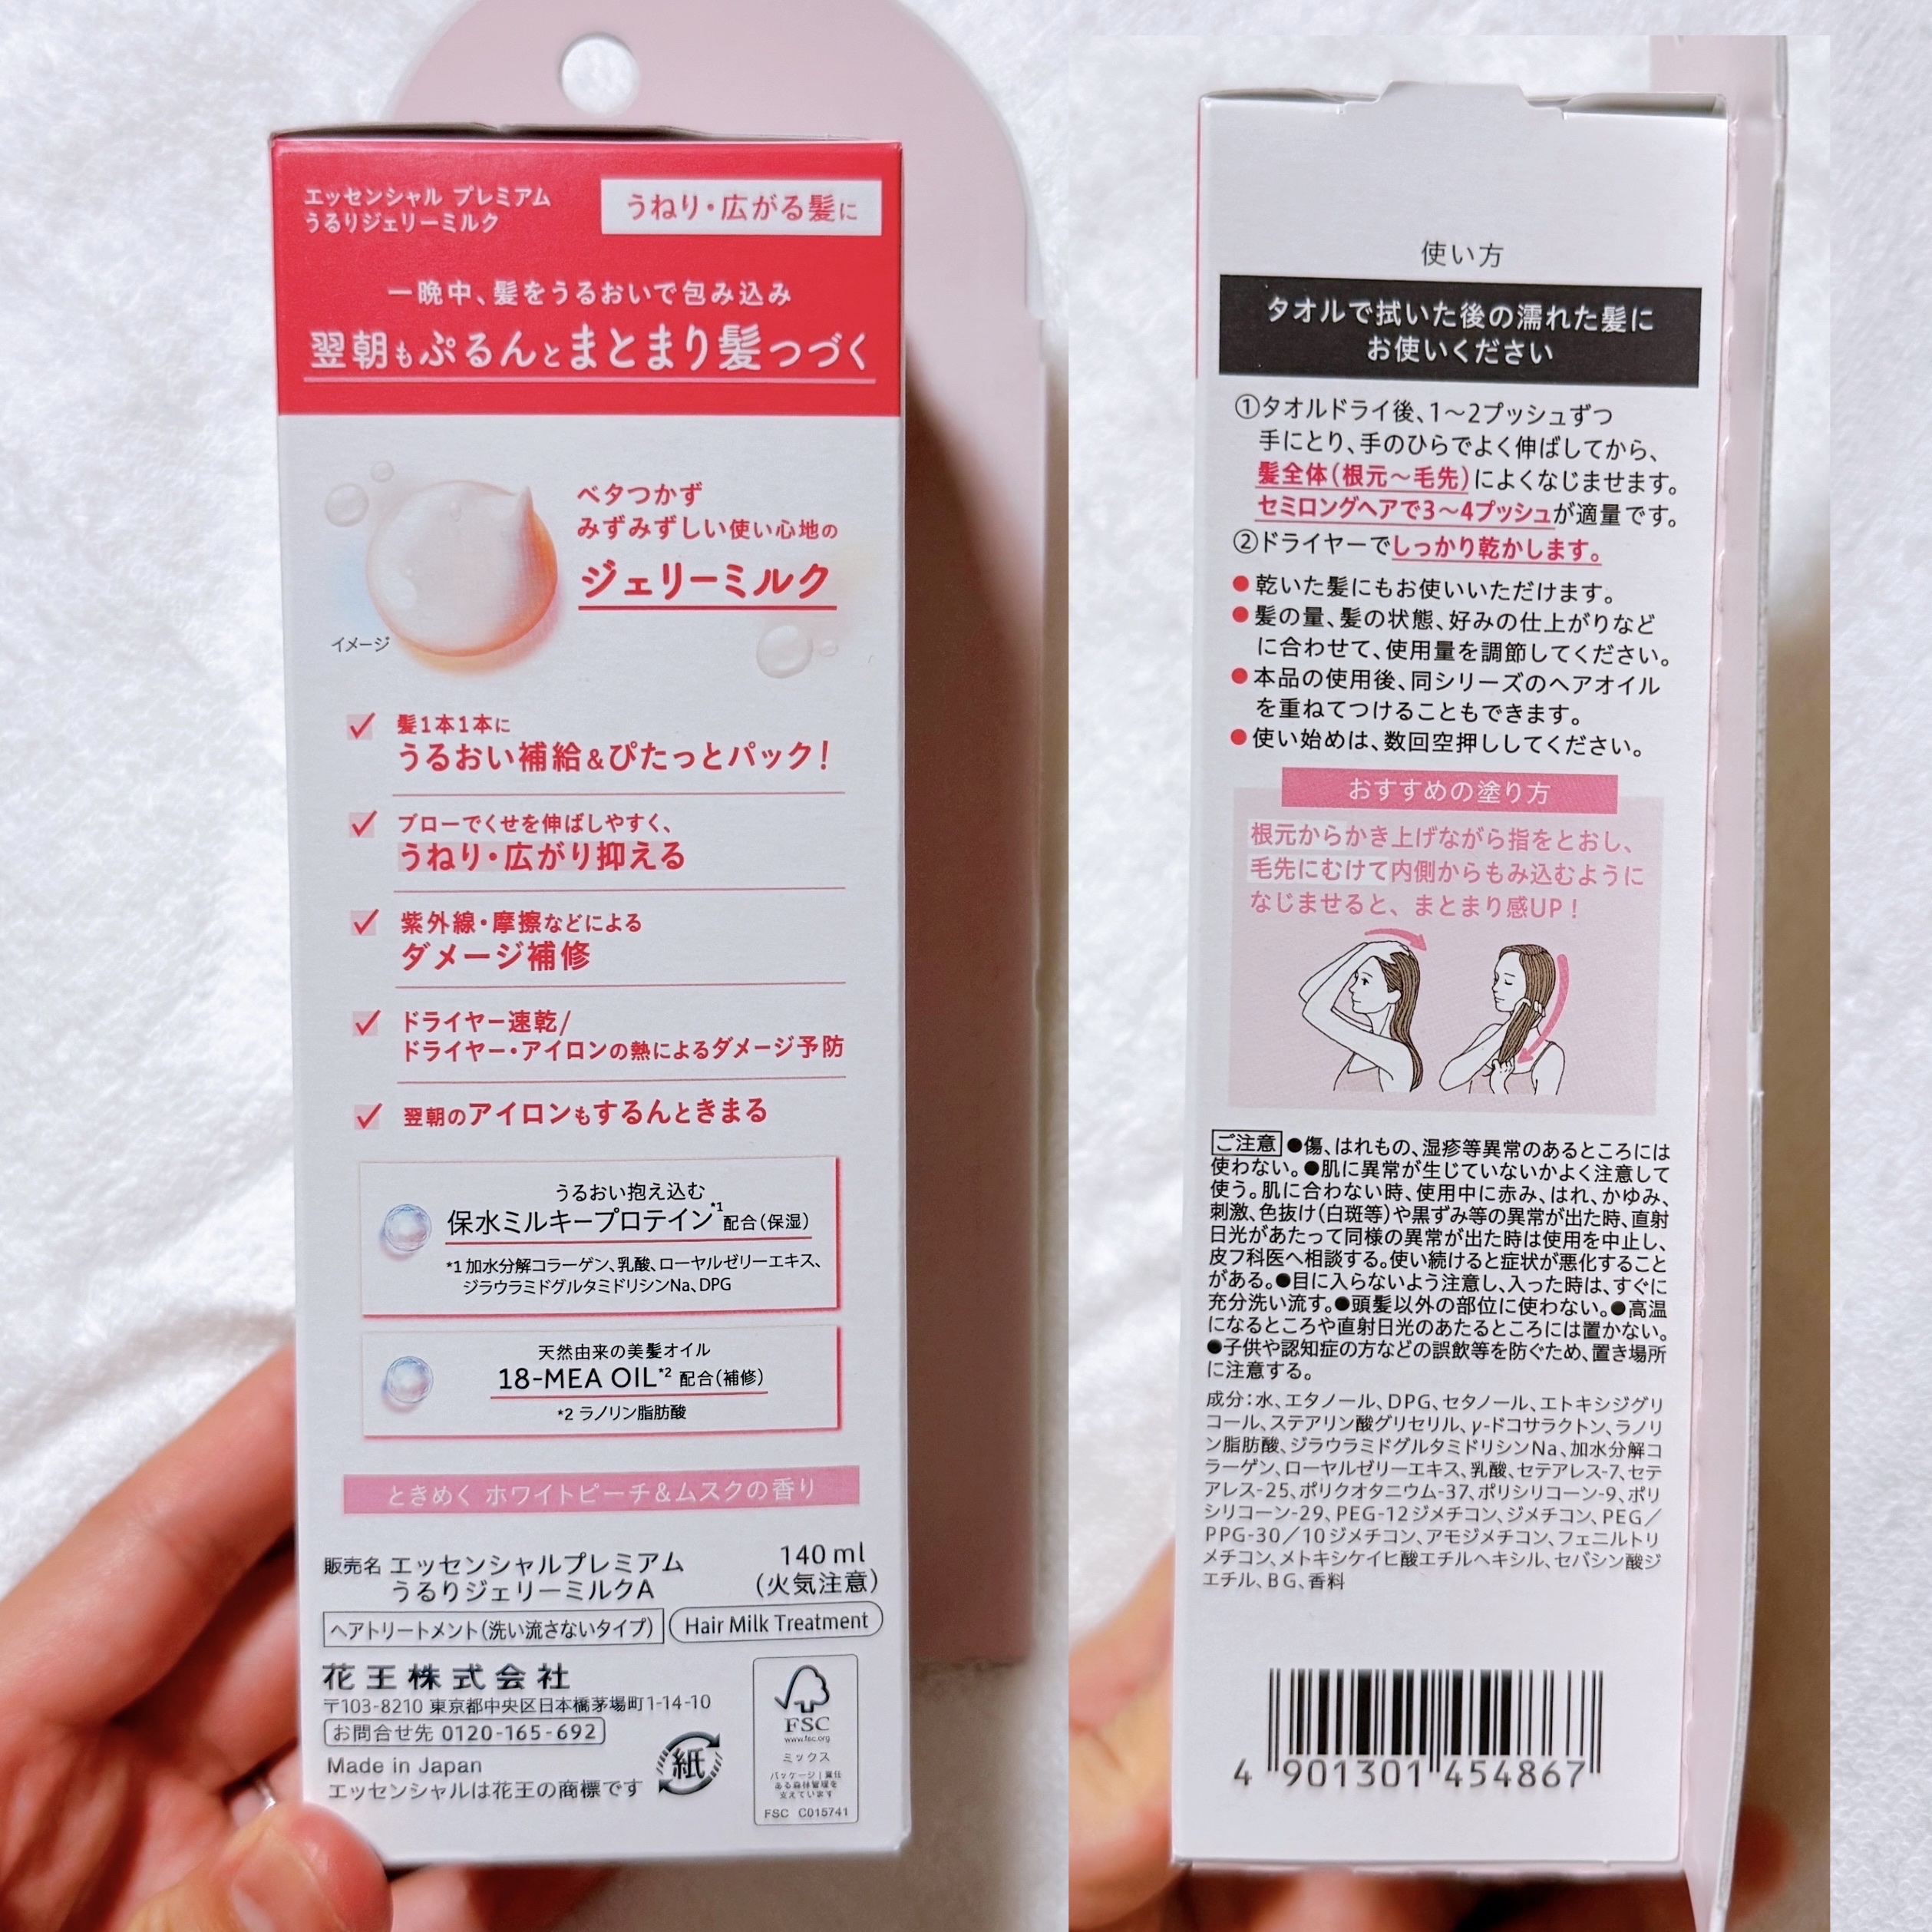 エッセンシャル プレミアム
うるりジェリーミルク
うねり・広がる髪に
一晩中、髪をうるおいで包み込み
翌朝もぷるんとまとまり髪つづく
ベタつかず
みずみずしい使い心地の
ジェリーミルク
イメージ
髪1本1本に
うるおい補給&ぴたっとパック!
ブローでくせを伸ばしやすく、
うねり・広がり抑える
紫外線・摩擦などによる
ダメージ補修
ドライヤー速乾/
ドライヤー・アイロンの熱によるダメージ予防
翌朝のアイロンもするんときまる
うるおい抱え込む
保水ミルキープロテイン*1配合(保湿)
*1 加水分解コラーゲン、乳酸、ローヤルゼリーエキス、
ジラウラミドグルタミドリシンNa、DPG
天然由来の美髪オイル
18-MEA OIL*2 配合(補修)
*2 ラノリン脂肪酸
ときめく ホワイトピーチ&ムスクの香り
販売名 エッセンシャルプレミアム
うるりジェリーミルクA
140 ml
(火気注意)
ヘアトリートメント(洗い流さないタイプ)
Hair Milk Treatment
花王株式会社
〒103-8210 東京都中央区日本橋茅場町1-14-10
お問合せ先 0120-165-692
Made in Japan
エッセンシャルは花王の商標です
紙
FSC
www.fsc.org
ミックス
パッケージ|責任
ある森林管理を
支えています
FSC C015741
使い方
タオルで拭いた後の濡れた髪に
お使いください
①タオルドライ後、1〜2プッシュずつ
手にとり、手のひらでよく伸ばしてから、
髪全体(根元〜毛先)によくなじませます。
セミロングヘアで3〜4プッシュが適量です。
②ドライヤーでしっかり乾かします。
●乾いた髪にもお使いいただけます。
●髪の量、髪の状態、好みの仕上がりなど
に合わせて、使用量を調節してください。
●本品の使用後、同シリーズのヘアオイル
を重ねてつけることもできます。
●使い始めは、数回空押ししてください。
おすすめの塗り方
根元からかき上げながら指をとおし、
毛先にむけて内側からもみ込むように
なじませると、まとまり感UP!
ご注意 ●傷、はれもの、湿疹等異常のあるところには
使わない。●肌に異常が生じていないかよく注意して
使う。肌に合わない時、使用中に赤み、はれ、かゆみ、
刺激、色抜け(白斑等)や黒ずみ等の異常が出た時、直射
日光があたって同様の異常が出た時は使用を中止し、
皮フ科医へ相談する。使い続けると症状が悪化すること
がある。●目に入らないよう注意し、入った時は、すぐに
充分洗い流す。●頭髪以外の部位に使わない。●高温
になるところや直射日光のあたるところには置かない。
●子供や認知症の方などの誤飲等を防ぐため、置き場所
に注意する。
成分:水、エタノール、DPG、セタノール、エトキシジグリ
コール、ステアリン酸グリセリル、γ-ドコサラクトン、ラノリ
ン脂肪酸、ジラウラミドグルタミドリシンNa、加水分解コ
ラーゲン、ローヤルゼリーエキス、乳酸、セテアレス-7、セテ
アレス-25、ポリクオタニウム-37、ポリシリコーン-9、ポリ
シリコーン-29、PEG-12ジメチコン、ジメチコン、PEG/
PPG-30/10ジメチコン、アモジメチコン、フェニルトリ
メチコン、メトキシケイヒ酸エチルヘキシル、セバシン酸ジ
エチル、BG、香料
4 901301 454867